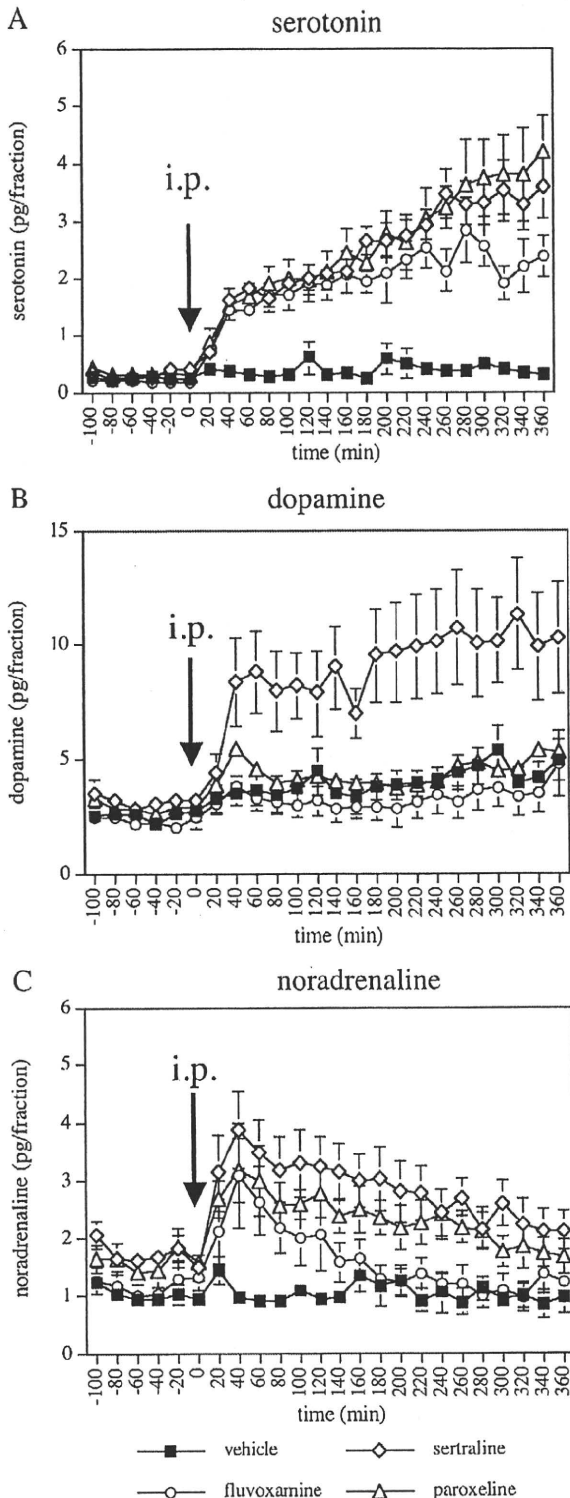 A
serotonin
6
5
4
3
2
1
0
serotonin (pg/fraction)
i.p.
-100 -80 -60 -40 -20 0 20 40 60 80 100 120 140 160 180 200 220 240 260 280 300 320 340 360
time (min)
B
dopamine
15
10
5
0
dopamine (pg/fraction)
i.p.
-100 -80 -60 -40 -20 0 20 40 60 80 100 120 140 160 180 200 220 240 260 280 300 320 340 360
time (min)
C
noradrenaline
6
5
4
3
2
1
0
noradrenaline (pg/fraction)
i.p.
-100 -80 -60 -40 -20 0 20 40 60 80 100 120 140 160 180 200 220 240 260 280 300 320 340 360
time (min)
vehicle sertraline
fluvoxamine paroxeline